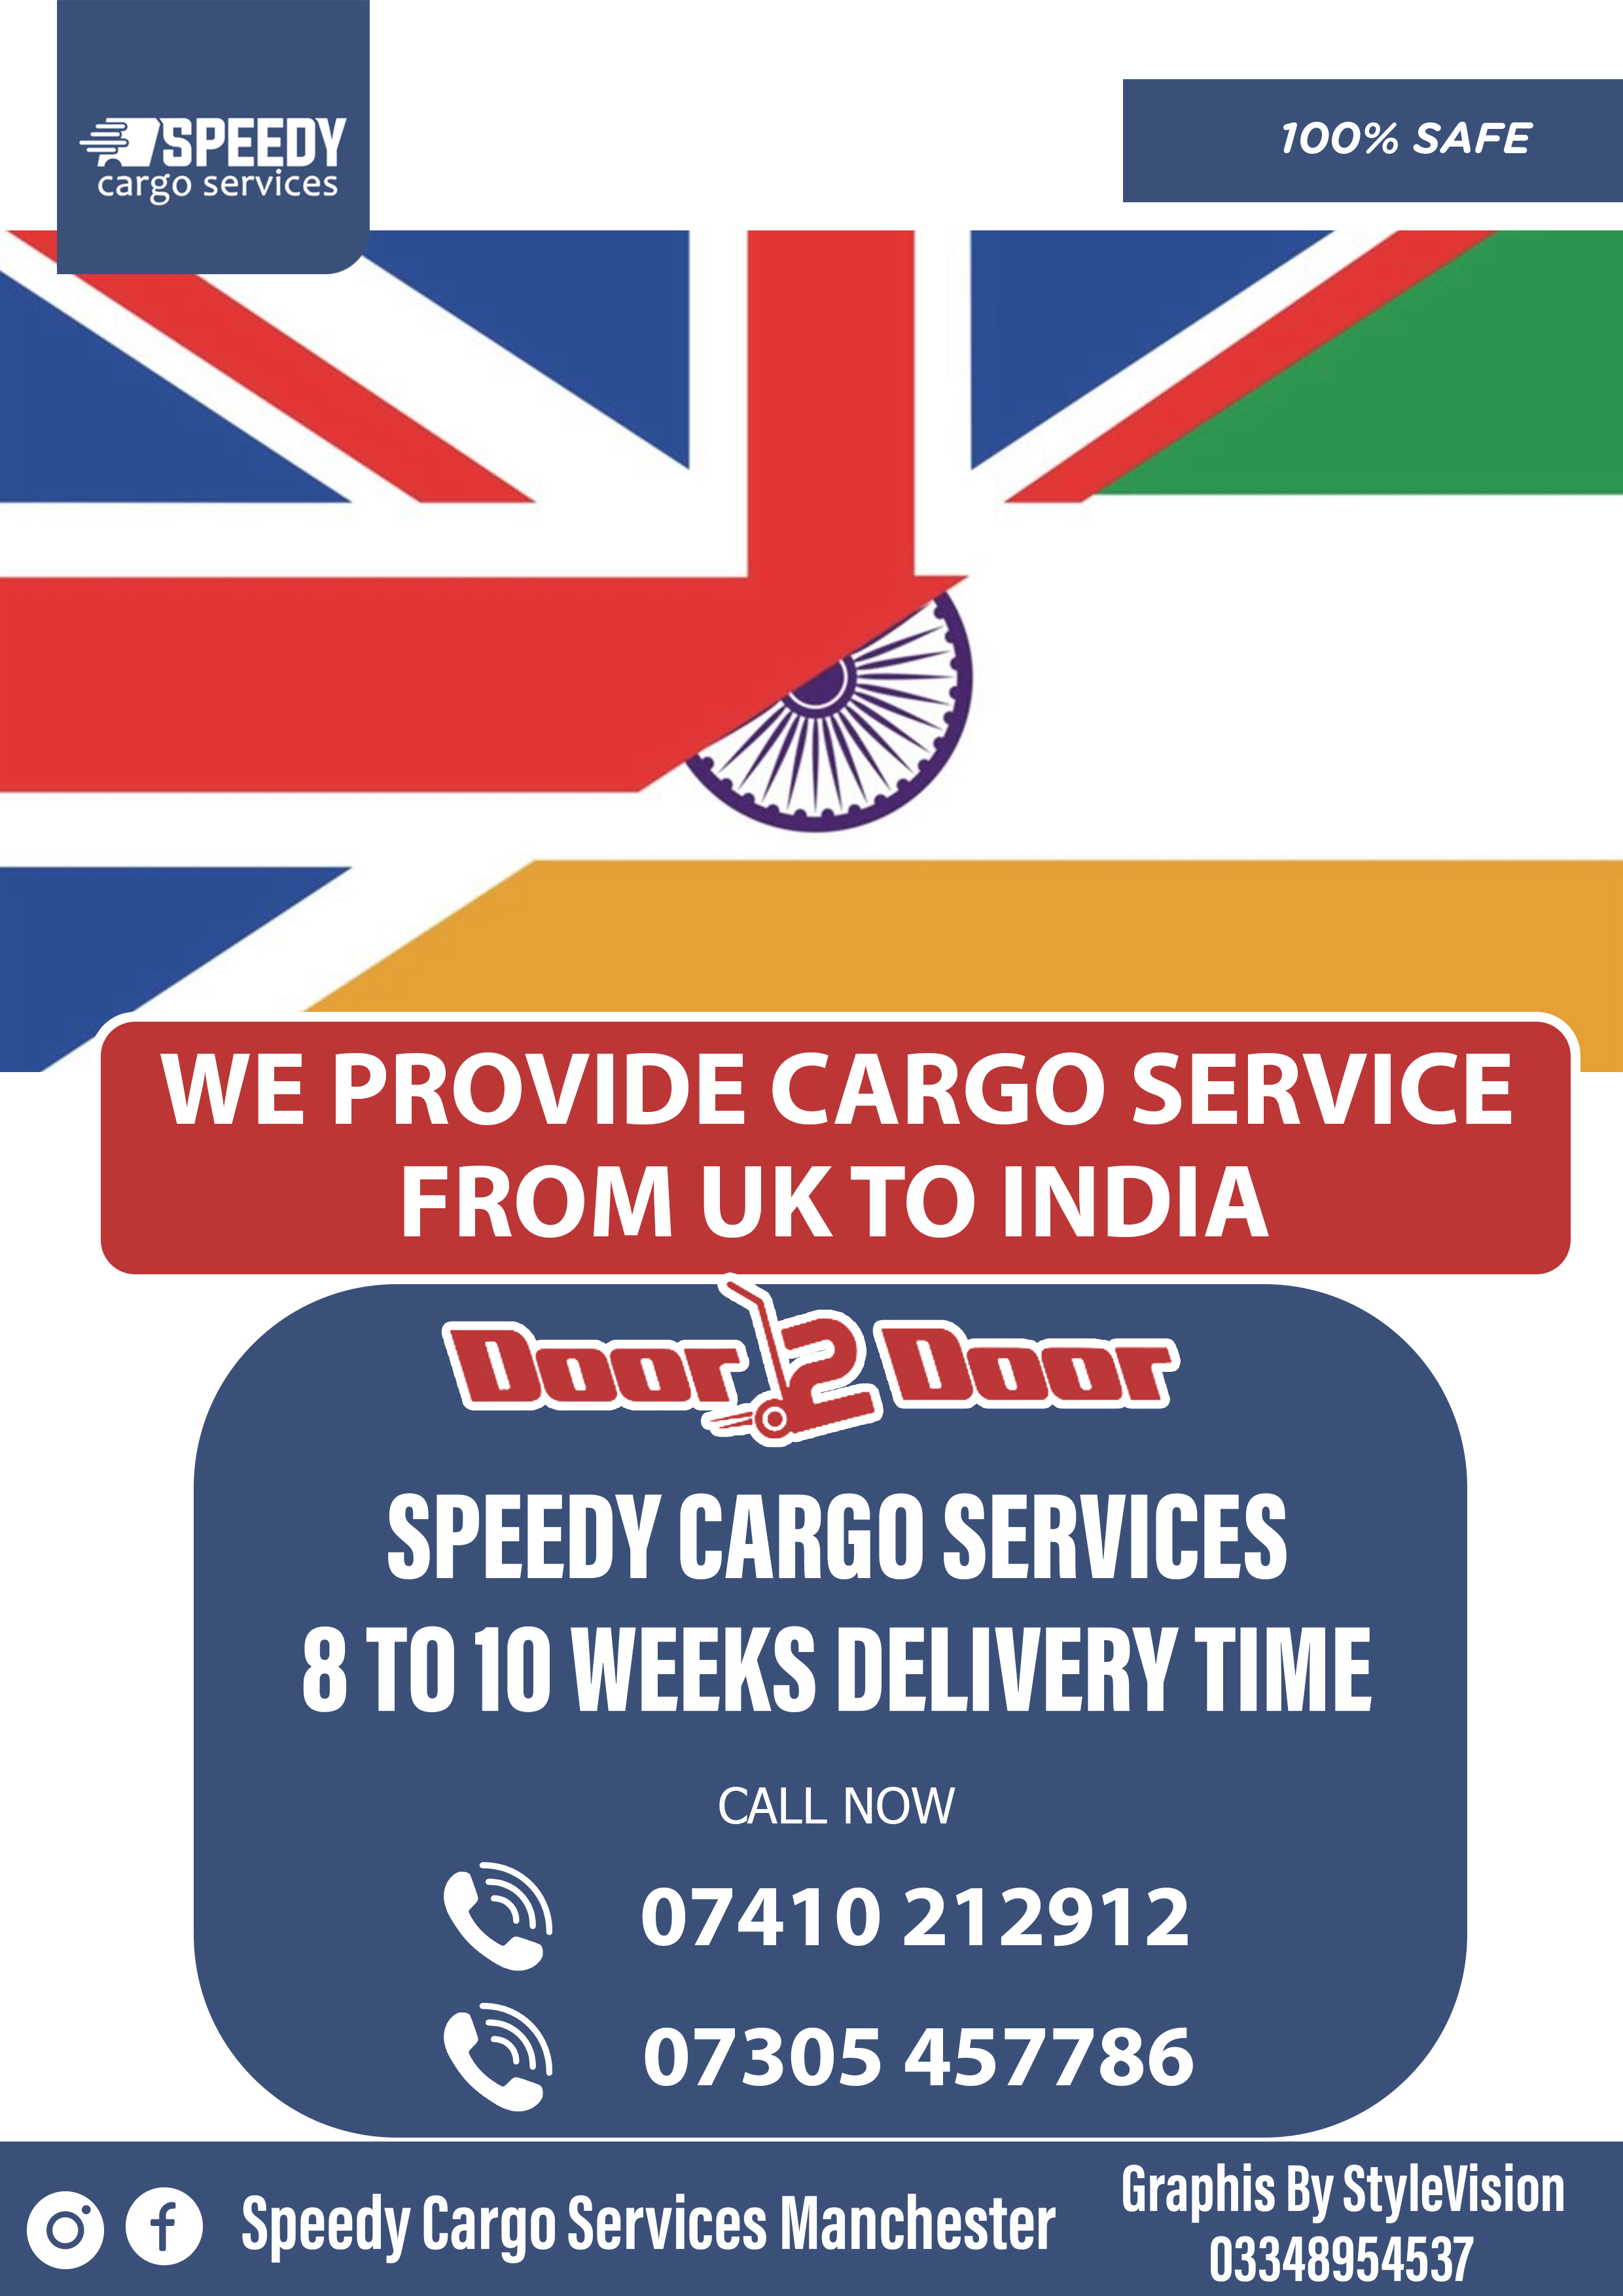 SPEEDY
cargo services
100% SAFE
WE PROVIDE CARGO SERVICE
FROM UK TO INDIA
Door 2 Door
SPEEDY CARGO SERVICES
8 TO 10 WEEKS DELIVERY TIME
CALL NOW
07410 212912
07305 457786
Speedy Cargo Services Manchester
Graphis By StyleVision
03348954537